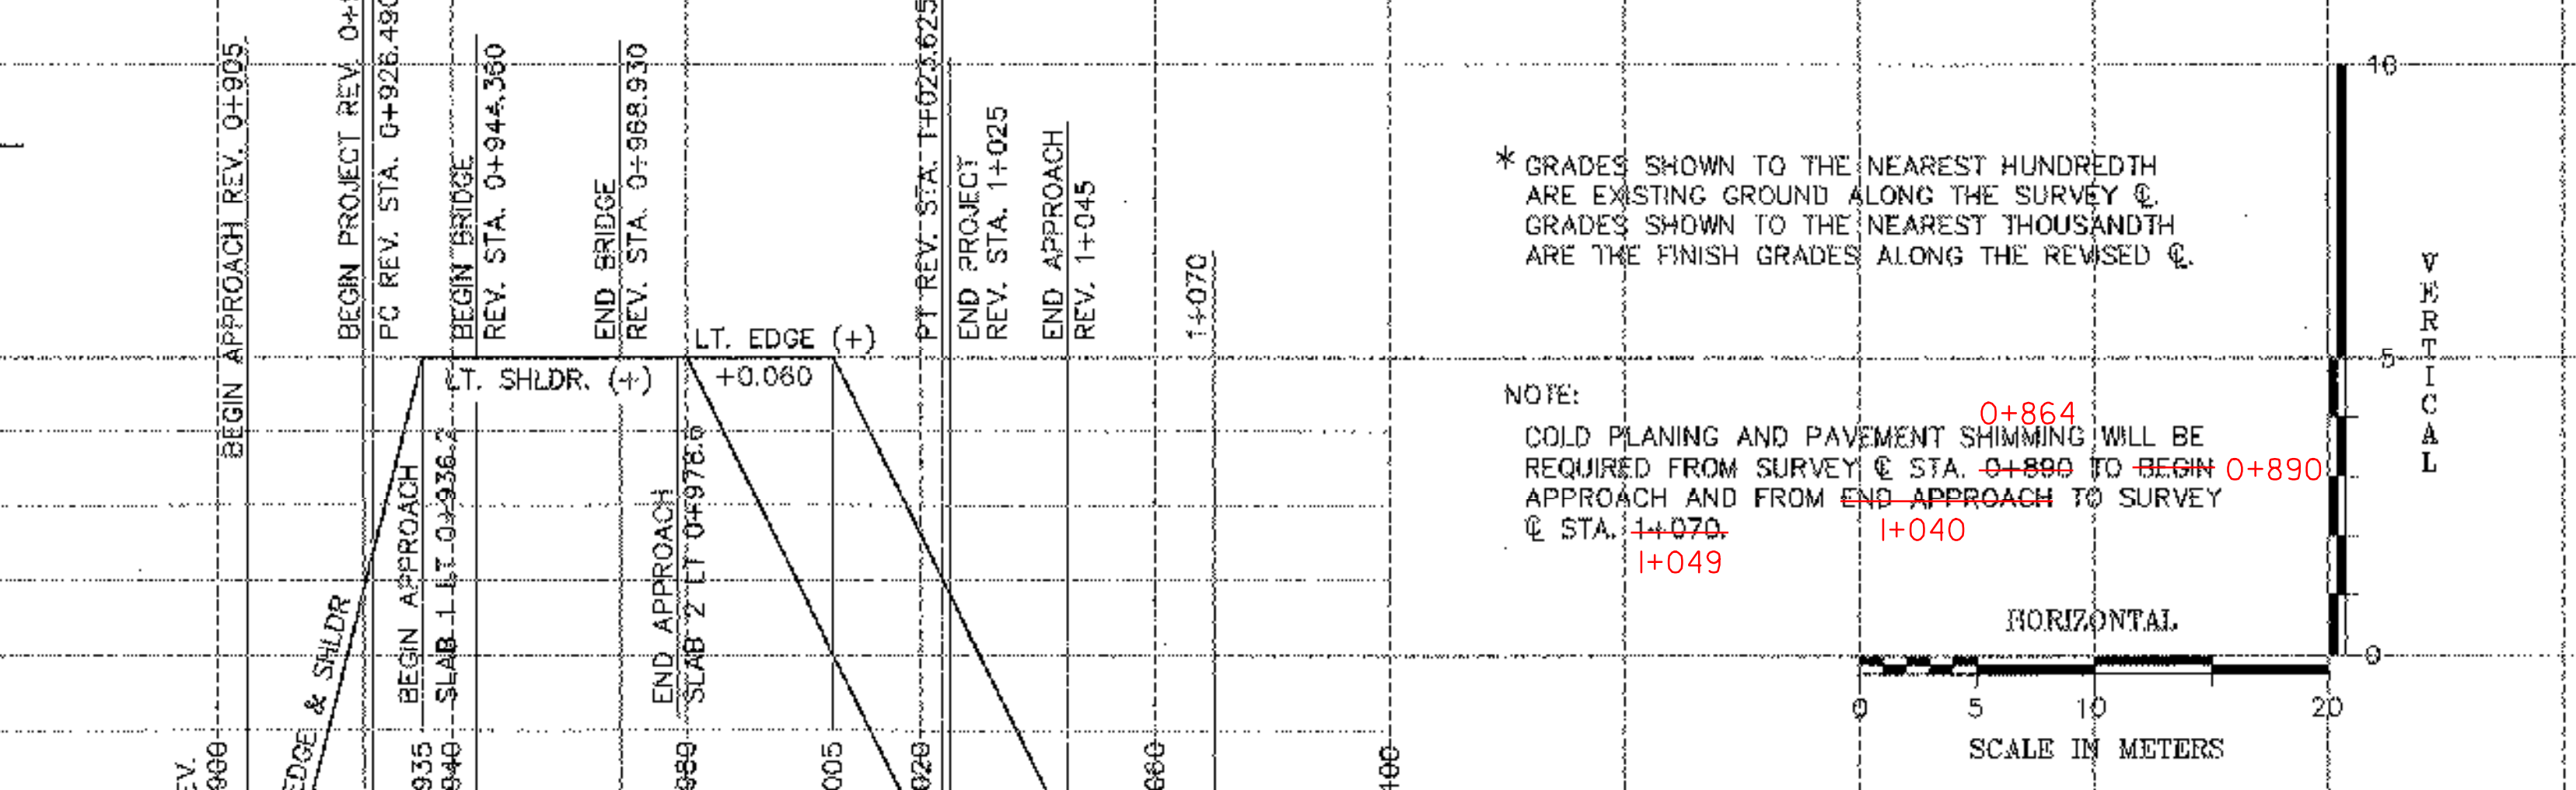 BEGIN APPROACH REV. 0+905
BEGIN PROJECT REV. 0+
PC REV. STA. 0+926.490
BEGIN BRIDGE
REV. STA. 0+944.360
END BRIDGE
REV. STA. 0+968.930
PT REV. STA. 1+025.625
END PROJECT
REV. STA. 1+025
END APPROACH
REV. 1+045
1+070
LT. EDGE (+)
LT. SHLDR. (+)
+0.060
BEGIN APPROACH
SLAB 1 LT 0+936.2
END APPROACH
SLAB 2 LT 0+978.6
EDGE & SHLDR
EV.
900
935
940
980
005
020
060
100
* GRADES SHOWN TO THE NEAREST HUNDREDTH
ARE EXISTING GROUND ALONG THE SURVEY ℄.
GRADES SHOWN TO THE NEAREST THOUSANDTH
ARE THE FINISH GRADES ALONG THE REVISED ℄.
NOTE:
0+864
COLD PLANING AND PAVEMENT SHIMMING WILL BE
REQUIRED FROM SURVEY ℄ STA. 0+890 TO BEGIN 0+890
APPROACH AND FROM END APPROACH TO SURVEY
1+040
℄ STA. 1+070.
1+049
10
5
0
VERTICAL
HORIZONTAL
0 5 10 20
SCALE IN METERS